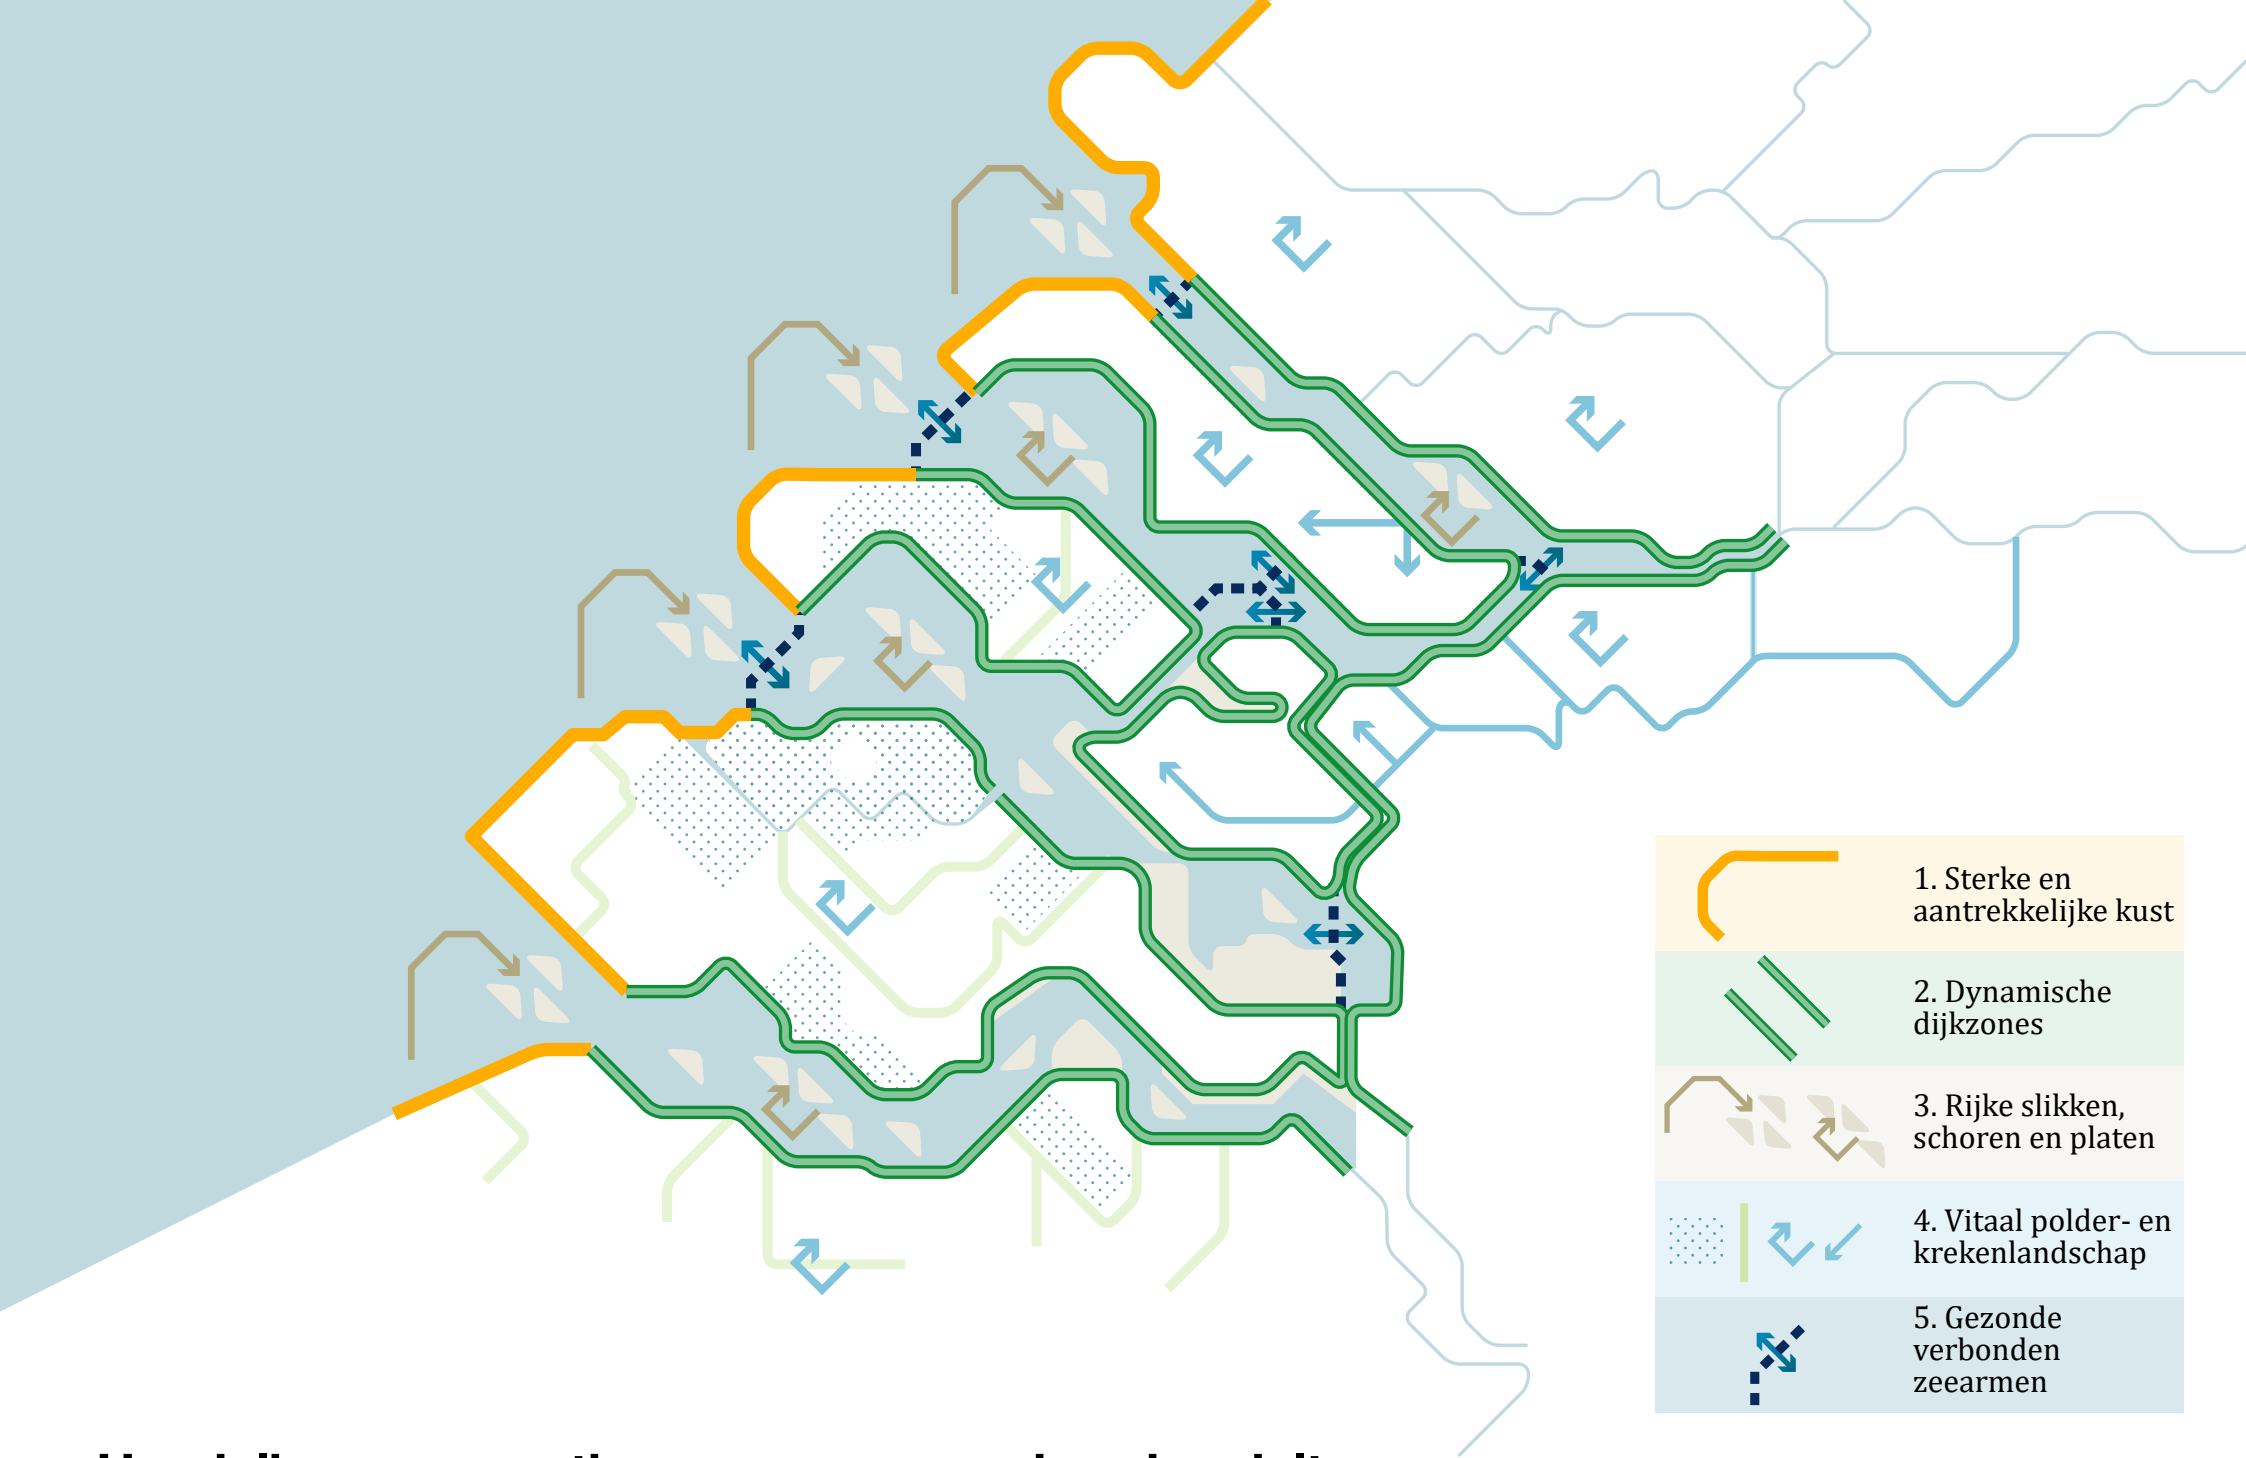 1. Sterke en
aantrekkelijke kust
2. Dynamische
dijkzones
3. Rijke slikken,
schoren en platen
4. Vitaal polder- en
krekenlandschap
5. Gezonde
verbonden
zeearmen